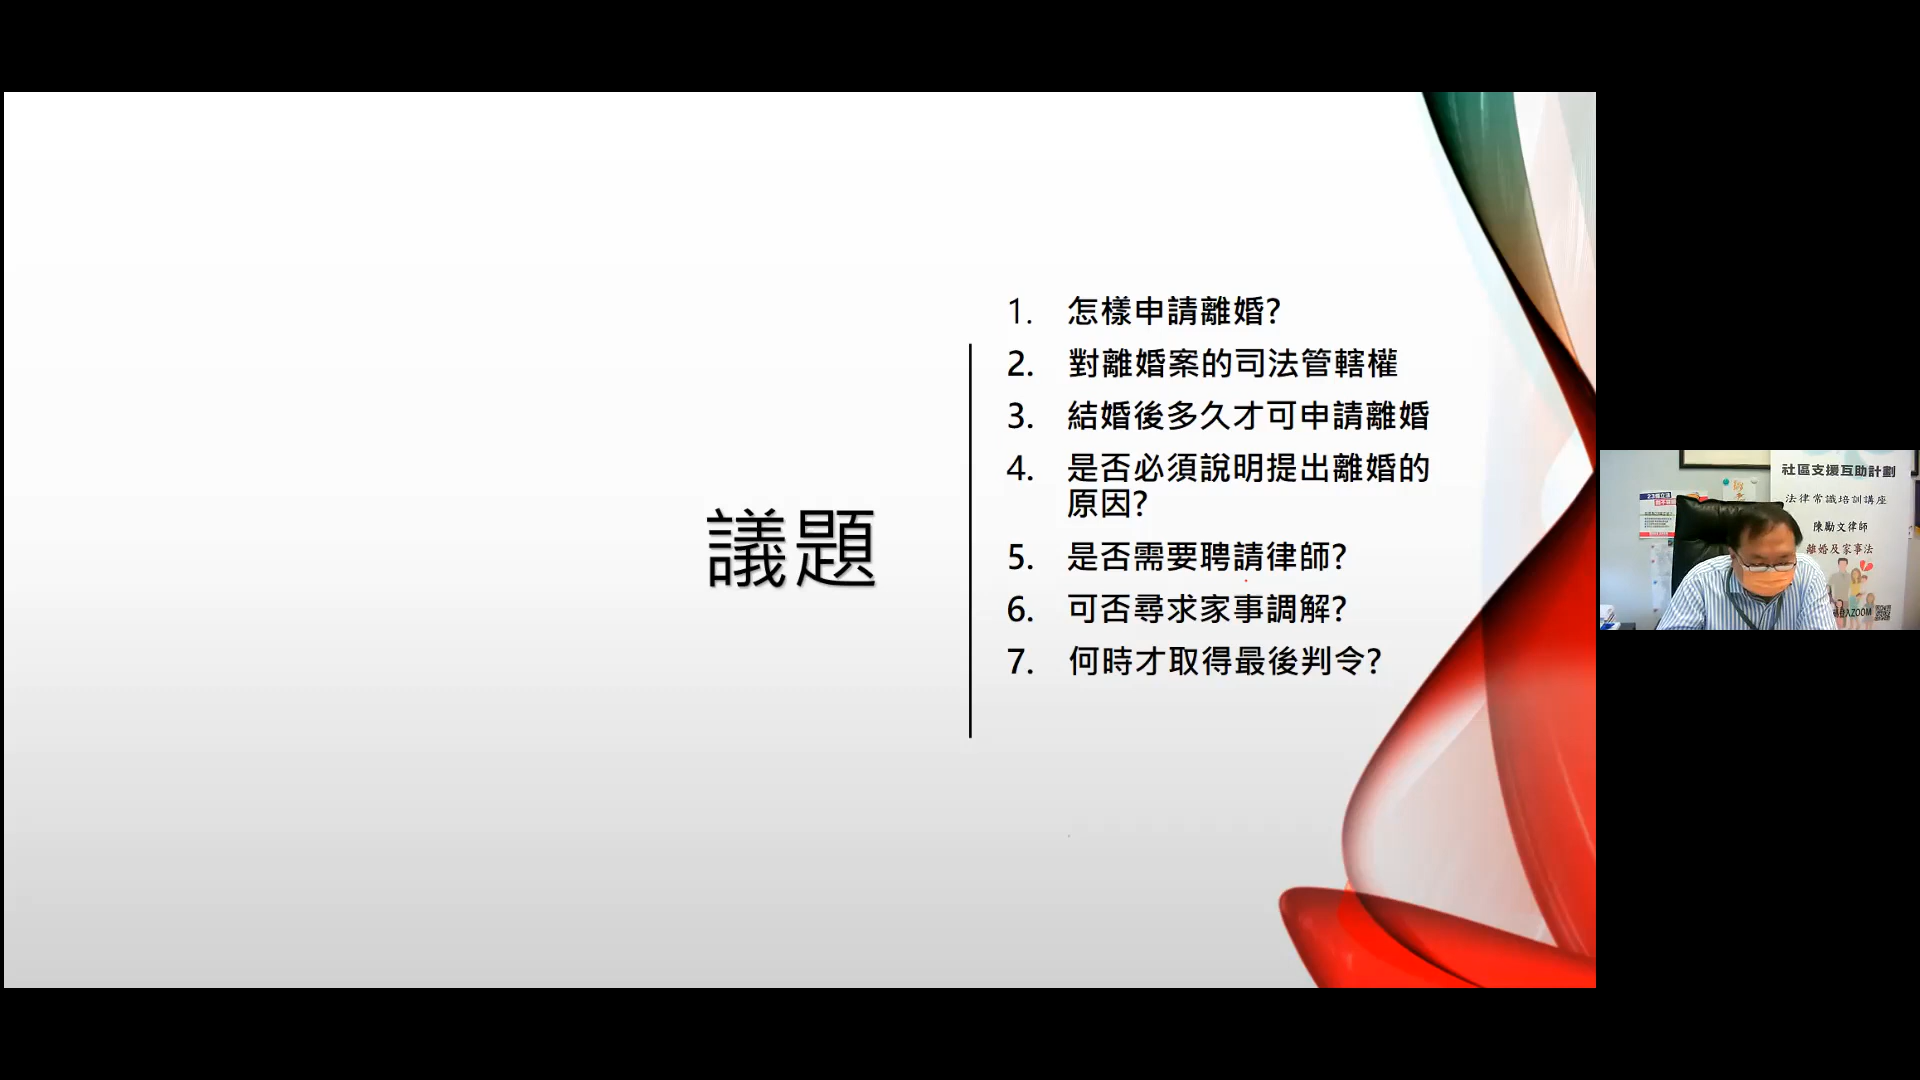 議題
1. 怎樣申請離婚?
2. 對離婚案的司法管轄權
3. 結婚後多久才可申請離婚
4. 是否必須說明提出離婚的
原因?
5. 是否需要聘請律師?
6. 可否尋求家事調解?
7. 何時才取得最後判令?
社區支援互助計劃
法律常識培訓講座
陳勵文律師
離婚及家事法
ZOOM